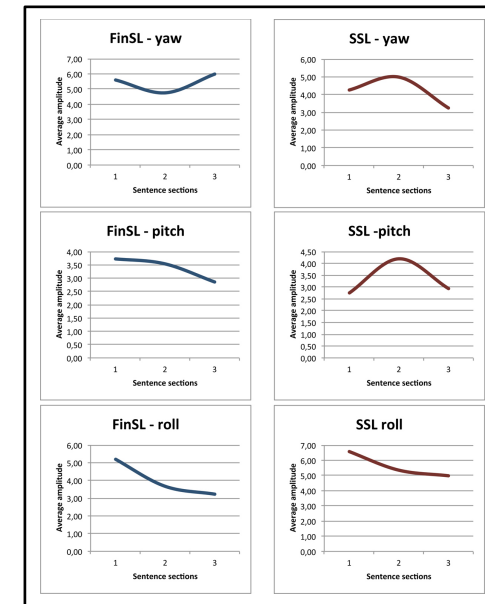 FinSL - yaw
Average amplitude
7,00
6,00
5,00
4,00
3,00
2,00
1,00
0,00
1 2 3
Sentence sections
SSL - yaw
Average amplitude
6,00
5,00
4,00
3,00
2,00
1,00
0,00
1 2 3
Sentence sections
FinSL - pitch
Average amplitude
4,00
3,50
3,00
2,50
2,00
1,50
1,00
0,50
0,00
1 2 3
Sentence sections
SSL -pitch
Average amplitude
4,50
4,00
3,50
3,00
2,50
2,00
1,50
1,00
0,50
0,00
1 2 3
Sentence sections
FinSL - roll
Average amplitude
6,00
5,00
4,00
3,00
2,00
1,00
0,00
1 2 3
Sentence sections
SSL roll
Average amplitude
7,00
6,00
5,00
4,00
3,00
2,00
1,00
0,00
1 2 3
Sentence sections